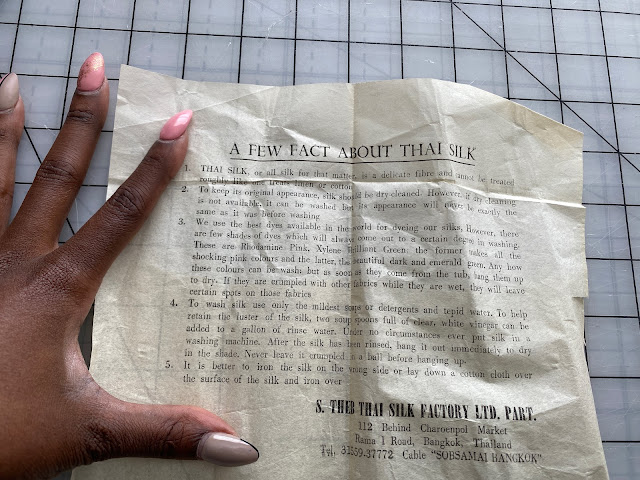 A FEW FACT ABOUT THAI SILK
1. THAI SILK, or all silk for that matter, is a delicate fibre and cannot be treated
roughly like one treats linen or cotton
2. To keep its original appearance, silk should be dry cleaned. However, if dry cleaning
is not available, it can be washed but its appearance will never be exactly the
same as it was before washing
3. We use the best dyes available in the world for dyeing our silks, However, there
are few shades of dyes which will always come out to a certain degree in washing.
These are Rhodamine Pink, Xylene Brilliant Green; the former makes all the
shocking pink colours and the latter, the beautiful dark and emerald green. Any how
these colours can be wash; but as soon as they come from the tub, hang them up
to dry. If they are crumpled with other fabrics while they are wet, they will leave
certain spots on those fabrics
4. To wash silk use only the mildest soaps or detergents and tepid water. To help
retain the luster of the silk, two soup spoons full of clear, white vinegar can be
added to a gallon of rinse water. Under no circumstances ever put silk in a
washing machine. After the silk has been rinsed, hang it out immediately to dry
in the shade. Never leave it crumpled in a ball before hanging up.
5. It is better to iron the silk on the wrong side or lay down a cotton cloth over
the surface of the silk and iron over
S. THEB THAI SILK FACTORY LTD. PART.
112 Behind Charoenpol Market
Rama 1 Road, Bangkok, Thailand
Tel. 31559-37772 Cable "SOBSAMAI BANGKOK"